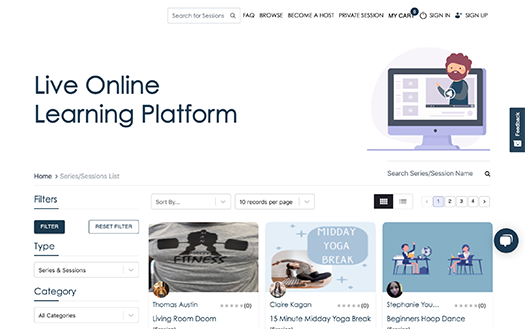 Search for Sessions
FAQ BROWSE BECOME A HOST PRIVATE SESSION MY CART 0 SIGN IN SIGN UP
Live Online
Learning Platform
Feedback
Home > Series/Sessions List
Search Series/Session Name
Filters
Sort By...
10 records per page
‹ 1 2 3 4 ›
FILTER
RESET FILTER
Type
Series & Sessions
Category
All Categories
FITNESS
Thomas Austin
(0)
Living Room Doom
MIDDAY
YOGA
BREAK
Claire Kagan
(0)
15 Minute Midday Yoga Break
Stephanie You...
(0)
Beginners Hoop Dance